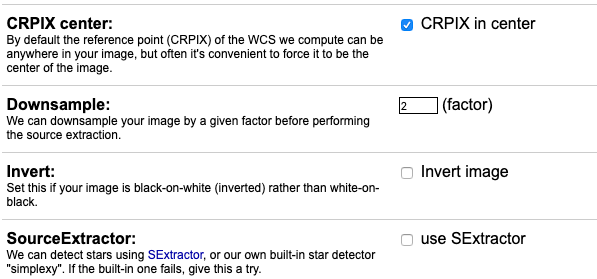 CRPIX center:
CRPIX in center
By default the reference point (CRPIX) of the WCS we compute can be
anywhere in your image, but often it's convenient to force it to be the
center of the image.
Downsample:
2 (factor)
We can downsample your image by a given factor before performing
the source extraction.
Invert:
Invert image
Set this if your image is black-on-white (inverted) rather than white-on-
black.
SourceExtractor:
use SExtractor
We can detect stars using SExtractor, or our own built-in star detector
"simplexy". If the built-in one fails, give this a try.